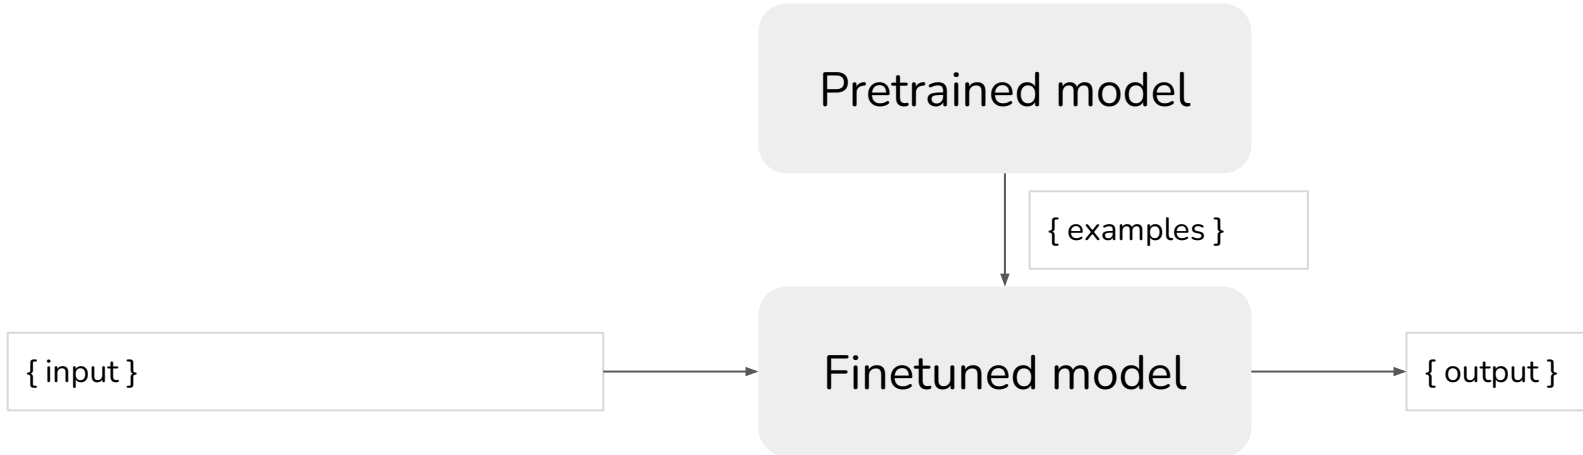 Pretrained model
{ examples }
{ input }
Finetuned model
{ output }